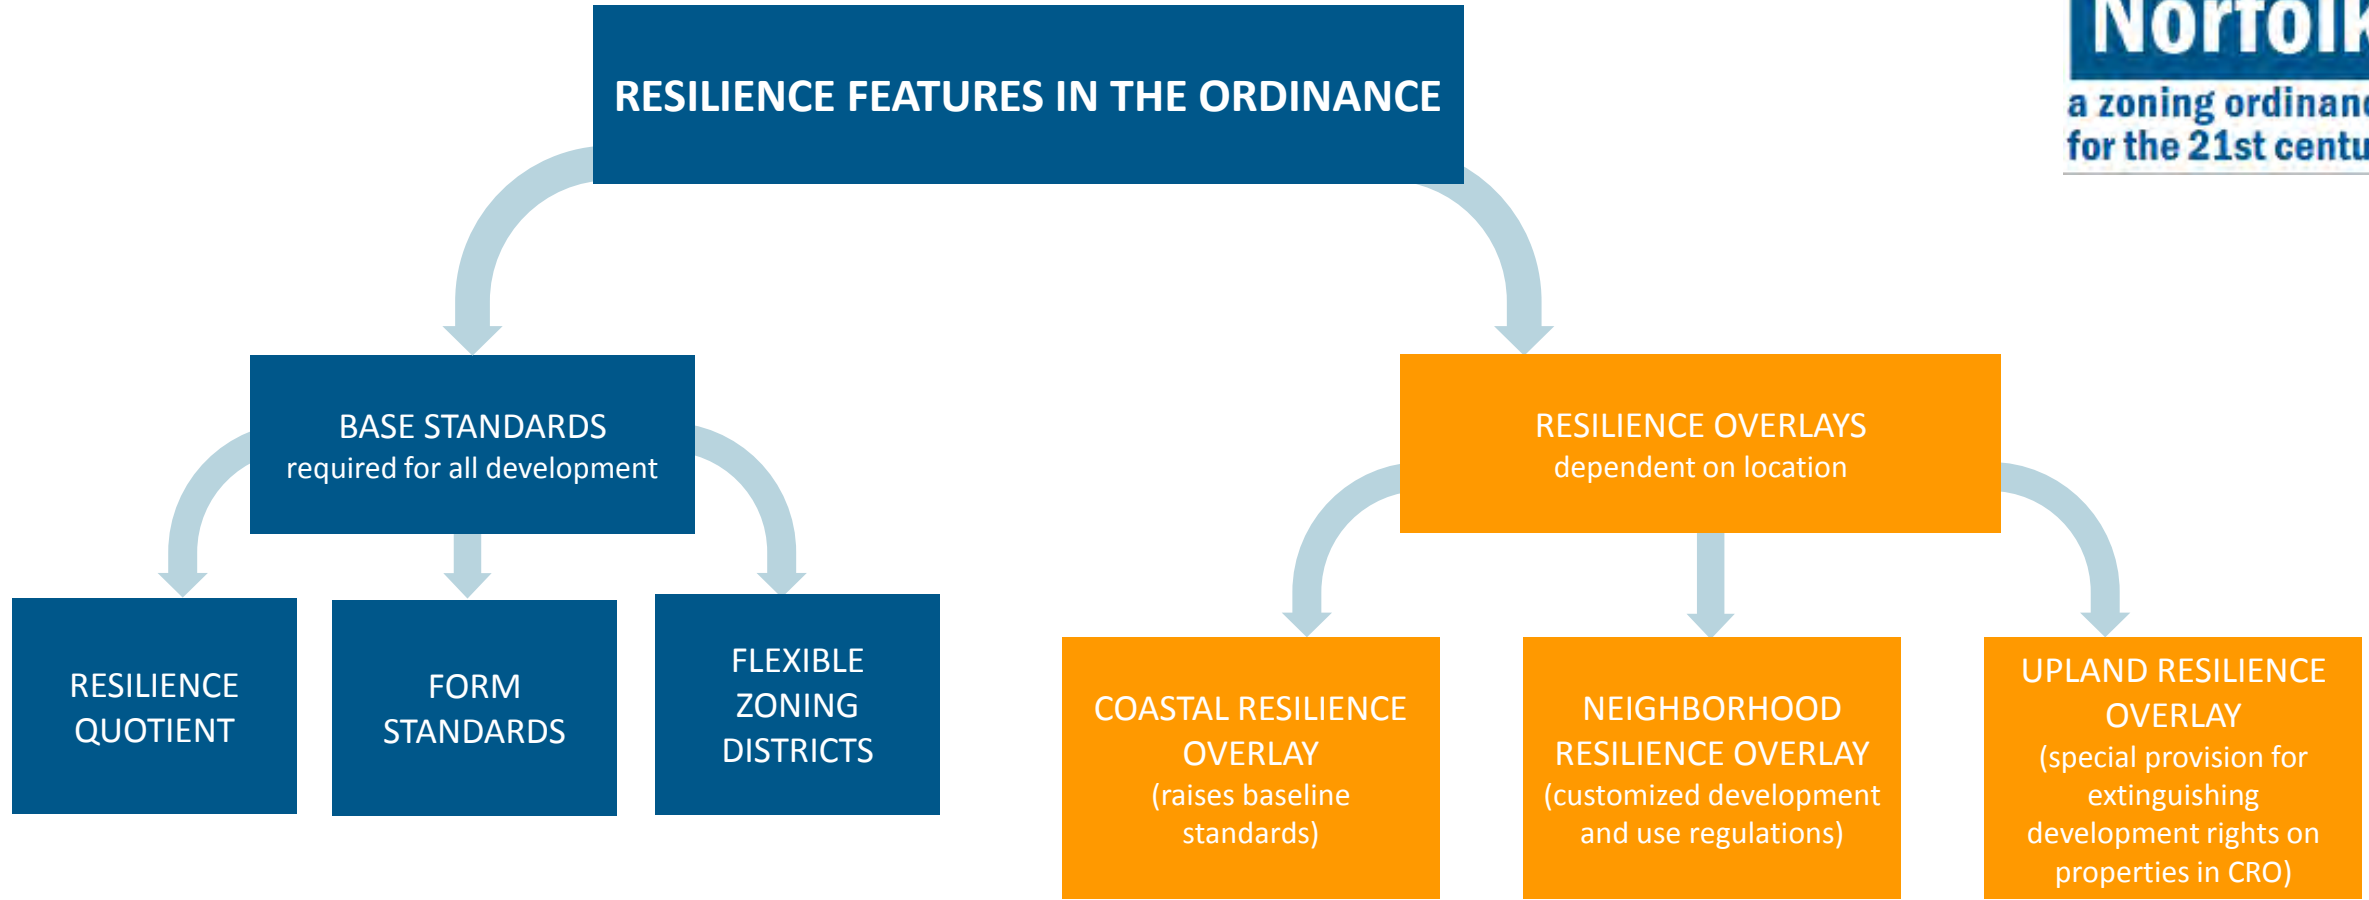 RESILIENCE FEATURES IN THE ORDINANCE
Norfolk
a zoning ordinanc
for the 21st centu
BASE STANDARDS
required for all development
RESILIENCE OVERLAYS
dependent on location
RESILIENCE
QUOTIENT
FORM
STANDARDS
FLEXIBLE
ZONING
DISTRICTS
COASTAL RESILIENCE
OVERLAY
(raises baseline
standards)
NEIGHBORHOOD
RESILIENCE OVERLAY
(customized development
and use regulations)
UPLAND RESILIENCE
OVERLAY
(special provision for
extinguishing
development rights on
properties in CRO)